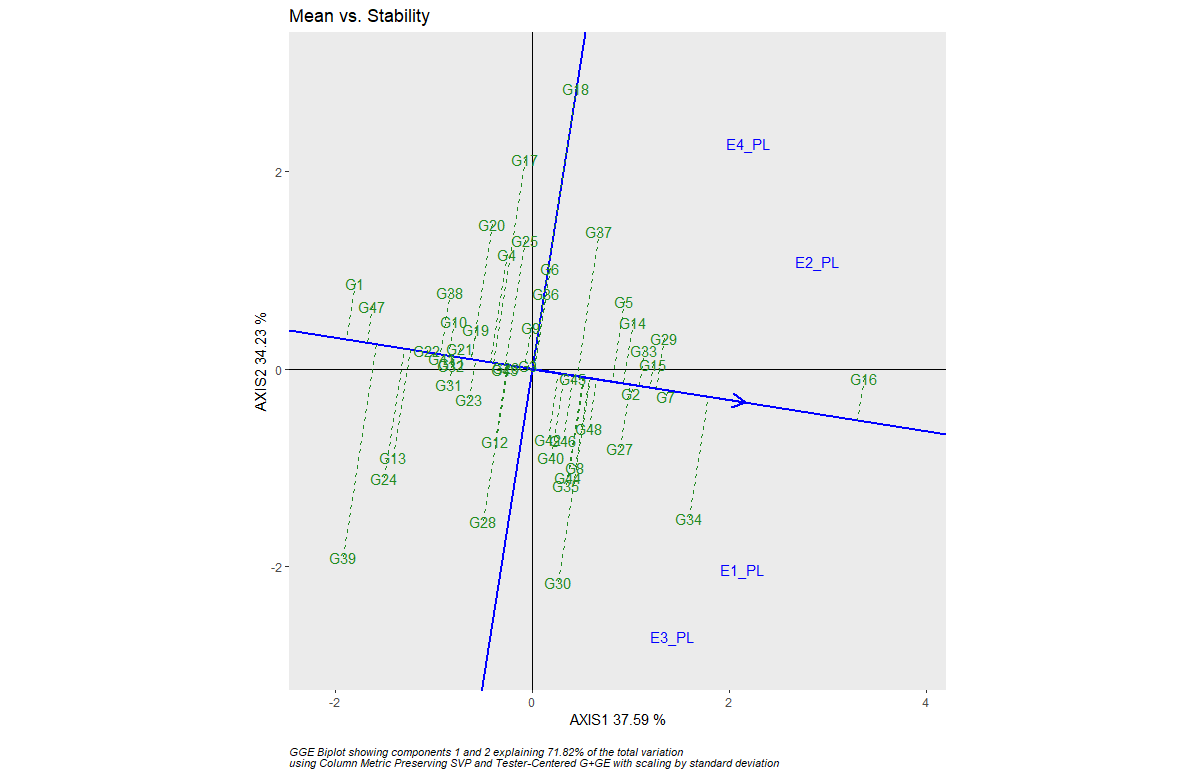 Mean vs. Stability
G18
E4_PL
2
G17
G20
G37
G25
G4
E2_PL
G6
G1
G38
G36
G5
G47
G10
G14
G19
G9
G29
G21
G33
G22
G15
0
G16
G45
G31
G2
G7
G23
G48
G12
G46
G27
G13
G40
G8
G24
G44
G35
G34
G28
G39
E1_PL
-2
G30
E3_PL
AXIS2 34.23 %
-2
0
2
4
AXIS1 37.59 %
GGE Biplot showing components 1 and 2 explaining 71.82% of the total variation
using Column Metric Preserving SVP and Tester-Centered G+GE with scaling by standard deviation